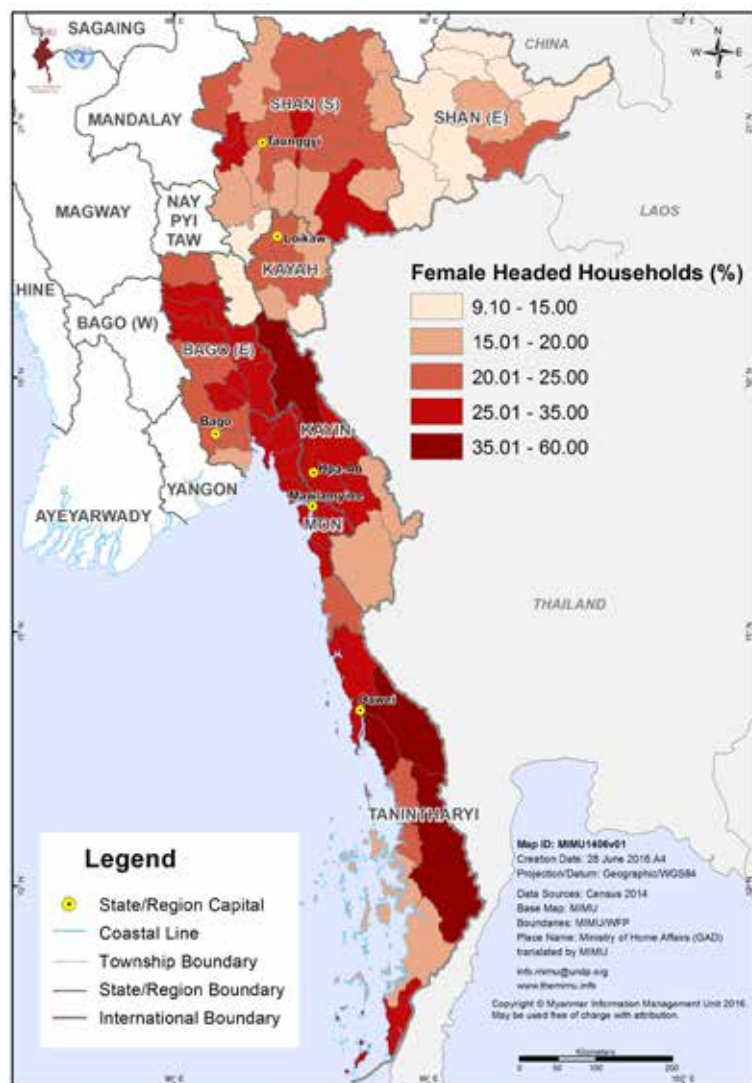 SAGAING
CHINA
N
W E
S
SHAN (S)
SHAN (E)
MANDALAY
Taunggyi
MAGWAY
NAY
PYI
TAW
LAOS
Loikaw
KAYAH
HINE
BAGO (W)
BAGO (E)
Female Headed Households (%)
9.10 - 15.00
15.01 - 20.00
20.01 - 25.00
25.01 - 35.00
35.01 - 60.00
Bago
KAYIN
Hpa-An
YANGON
Mawlamyine
AYEYARWADY
MON
THAILAND
Dawei
TANINTHARYI
Legend
State/Region Capital
Coastal Line
Township Boundary
State/Region Boundary
International Boundary
Map ID: MIMU1406v01
Creation Date: 28 June 2016.A4
Projection/Datum: Geographic/WGS84
Data Sources: Census 2014
Base Map: MIMU
Boundaries: MIMU/WFP
Place Name: Ministry of Home Affairs (GAD)
translated by MIMU
info.mimu@undp.org
www.themimu.info
Copyright © Myanmar Information Management Unit 2016.
May be used free of charge with attribution.
Kilometers
0 50 100 200